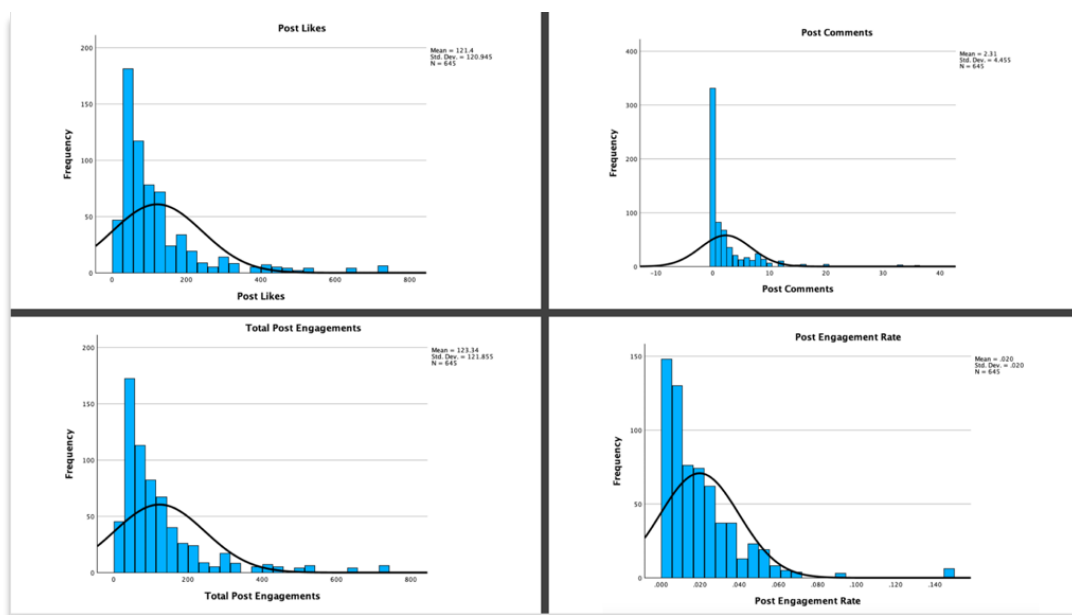 Post Likes
Mean = 121.4
Std. Dev. = 120.945
N = 645
200
150
100
50
0
Frequency
0 200 400 600 800
Post Likes
Post Comments
Mean = 2.31
Std. Dev. = 4.455
N = 645
400
300
200
100
0
Frequency
-10 0 10 20 30 40
Post Comments
Total Post Engagements
Mean = 123.34
Std. Dev. = 121.855
N = 645
200
150
100
50
0
Frequency
0 200 400 600 800
Total Post Engagements
Post Engagement Rate
Mean = .020
Std. Dev. = .020
N = 645
150
100
50
0
Frequency
.000 .020 .040 .060 .080 .100 .120 .140
Post Engagement Rate